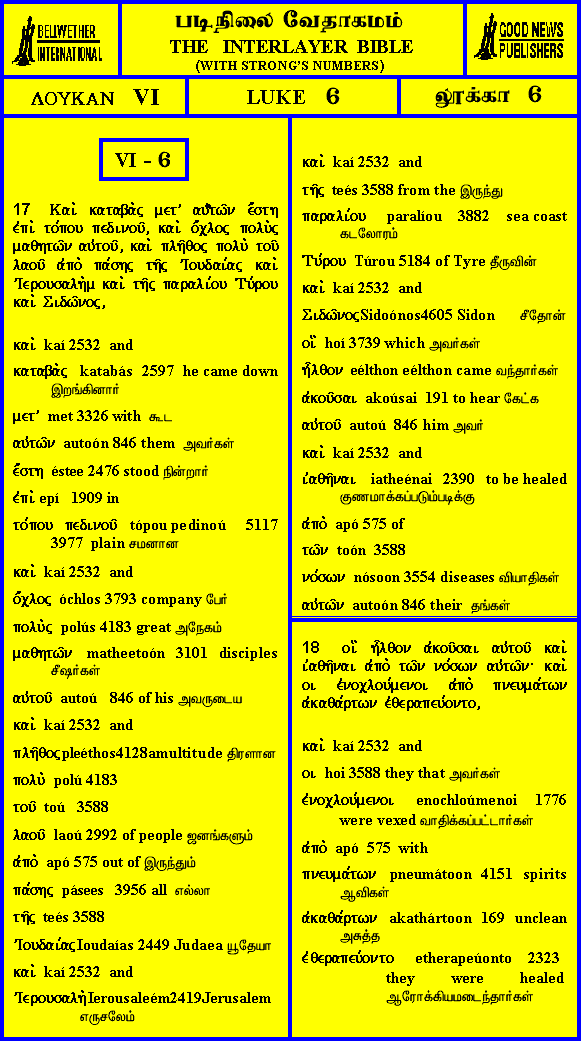 BELLWETHER
INTERNATIONAL
படிநிலை வேதாகமம்
THE INTERLAYER BIBLE
(WITH STRONG'S NUMBERS)
GOOD NEWS
PUBLISHERS
ΛΟΥΚΑΝ VI
LUKE 6
லூக்கா 6
VI - 6
17 Καὶ καταβὰς μετ' αυτῶν ἔστη
ἐπὶ τόπου πεδινοῦ, καὶ ὄχλος πολὺς
μαθητῶν αὐτοῦ, καὶ πλῆθος πολὺ τοῦ
λαοῦ ἀπὸ πάσης τῆς Ἰουδαίας καὶ
Ἰερουσαλὴμ καὶ τῆς παραλίου Τύρου
καὶ Σιδῶνος,
καὶ kaí 2532 and
καταβὰς katabás 2597 he came down
இறங்கினார்
μετ' met 3326 with கூட
αὐτῶν autoón 846 them அவர்கள்
ἔστη éstee 2476 stood நின்றார்
ἐπὶ epí 1909 in
τόπου πεδινοῦ tópou pedinoú 5117
3977 plain சமனான
καὶ kaí 2532 and
ὄχλος óchlos 3793 company பேர்
πολὺς polús 4183 great அநேகம்
μαθητῶν matheetoón 3101 disciples
சீஷர்கள்
αὐτοῦ autoú 846 of his அவருடைய
καὶ kaí 2532 and
πλῆθος pleéthos4128amultitude திரளான
πολὺ polú 4183
τοῦ toú 3588
λαοῦ laoú 2992 of people ஜனங்களும்
ἀπὸ apó 575 out of இருந்தும்
πάσης pásees 3956 all எல்லா
τῆς teés 3588
Ἰουδαίας Ioudaías 2449 Judaea யூதேயா
καὶ kaí 2532 and
Ἰερουσαλὴ Ierousaleém2419Jerusalem
எருசலேம்
καὶ kaí 2532 and
τῆς teés 3588 from the இருந்து
παραλίου paralíou 3882 sea coast
கடலோரம்
Τύρου Túrou 5184 of Tyre தீருவின்
καὶ kaí 2532 and
Σιδῶνος Sidoónos4605 Sidon சீதோன்
οἳ hoí 3739 which அவர்கள்
ἦλθον eélthon eélthon came வந்தார்கள்
ἀκοῦσαι akoúsai 191 to hear கேட்க
αὐτοῦ autoú 846 him அவர்
καὶ kaí 2532 and
ἰαθῆναι iatheénai 2390 to be healed
குணமாக்கப்படும்படிக்கு
ἀπὸ apó 575 of
τῶν toón 3588
νόσων nósoon 3554 diseases வியாதிகள்
αὐτῶν autoón 846 their தங்கள்
18 οἳ ἦλθον ἀκοῦσαι αὐτοῦ καὶ
ἰαθῆναι ἀπὸ τῶν νόσων αὐτῶν· καὶ
οι ἐνοχλούμενοι ἀπὸ πνευμάτων
ἀκαθάρτων ἐθεραπεύοντο,
καὶ kaí 2532 and
οι hoi 3588 they that அவர்கள்
ἐνοχλούμενοι enochloúmenoi 1776
were vexed வாதிக்கப்பட்டார்கள்
ἀπὸ apó 575 with
πνευμάτων pneumátoon 4151 spirits
ஆவிகள்
ἀκαθάρτων akathártoon 169 unclean
அசுத்த
ἐθεραπεύοντο etherapeúonto 2323
they were healed
ஆரோக்கியமடைந்தார்கள்